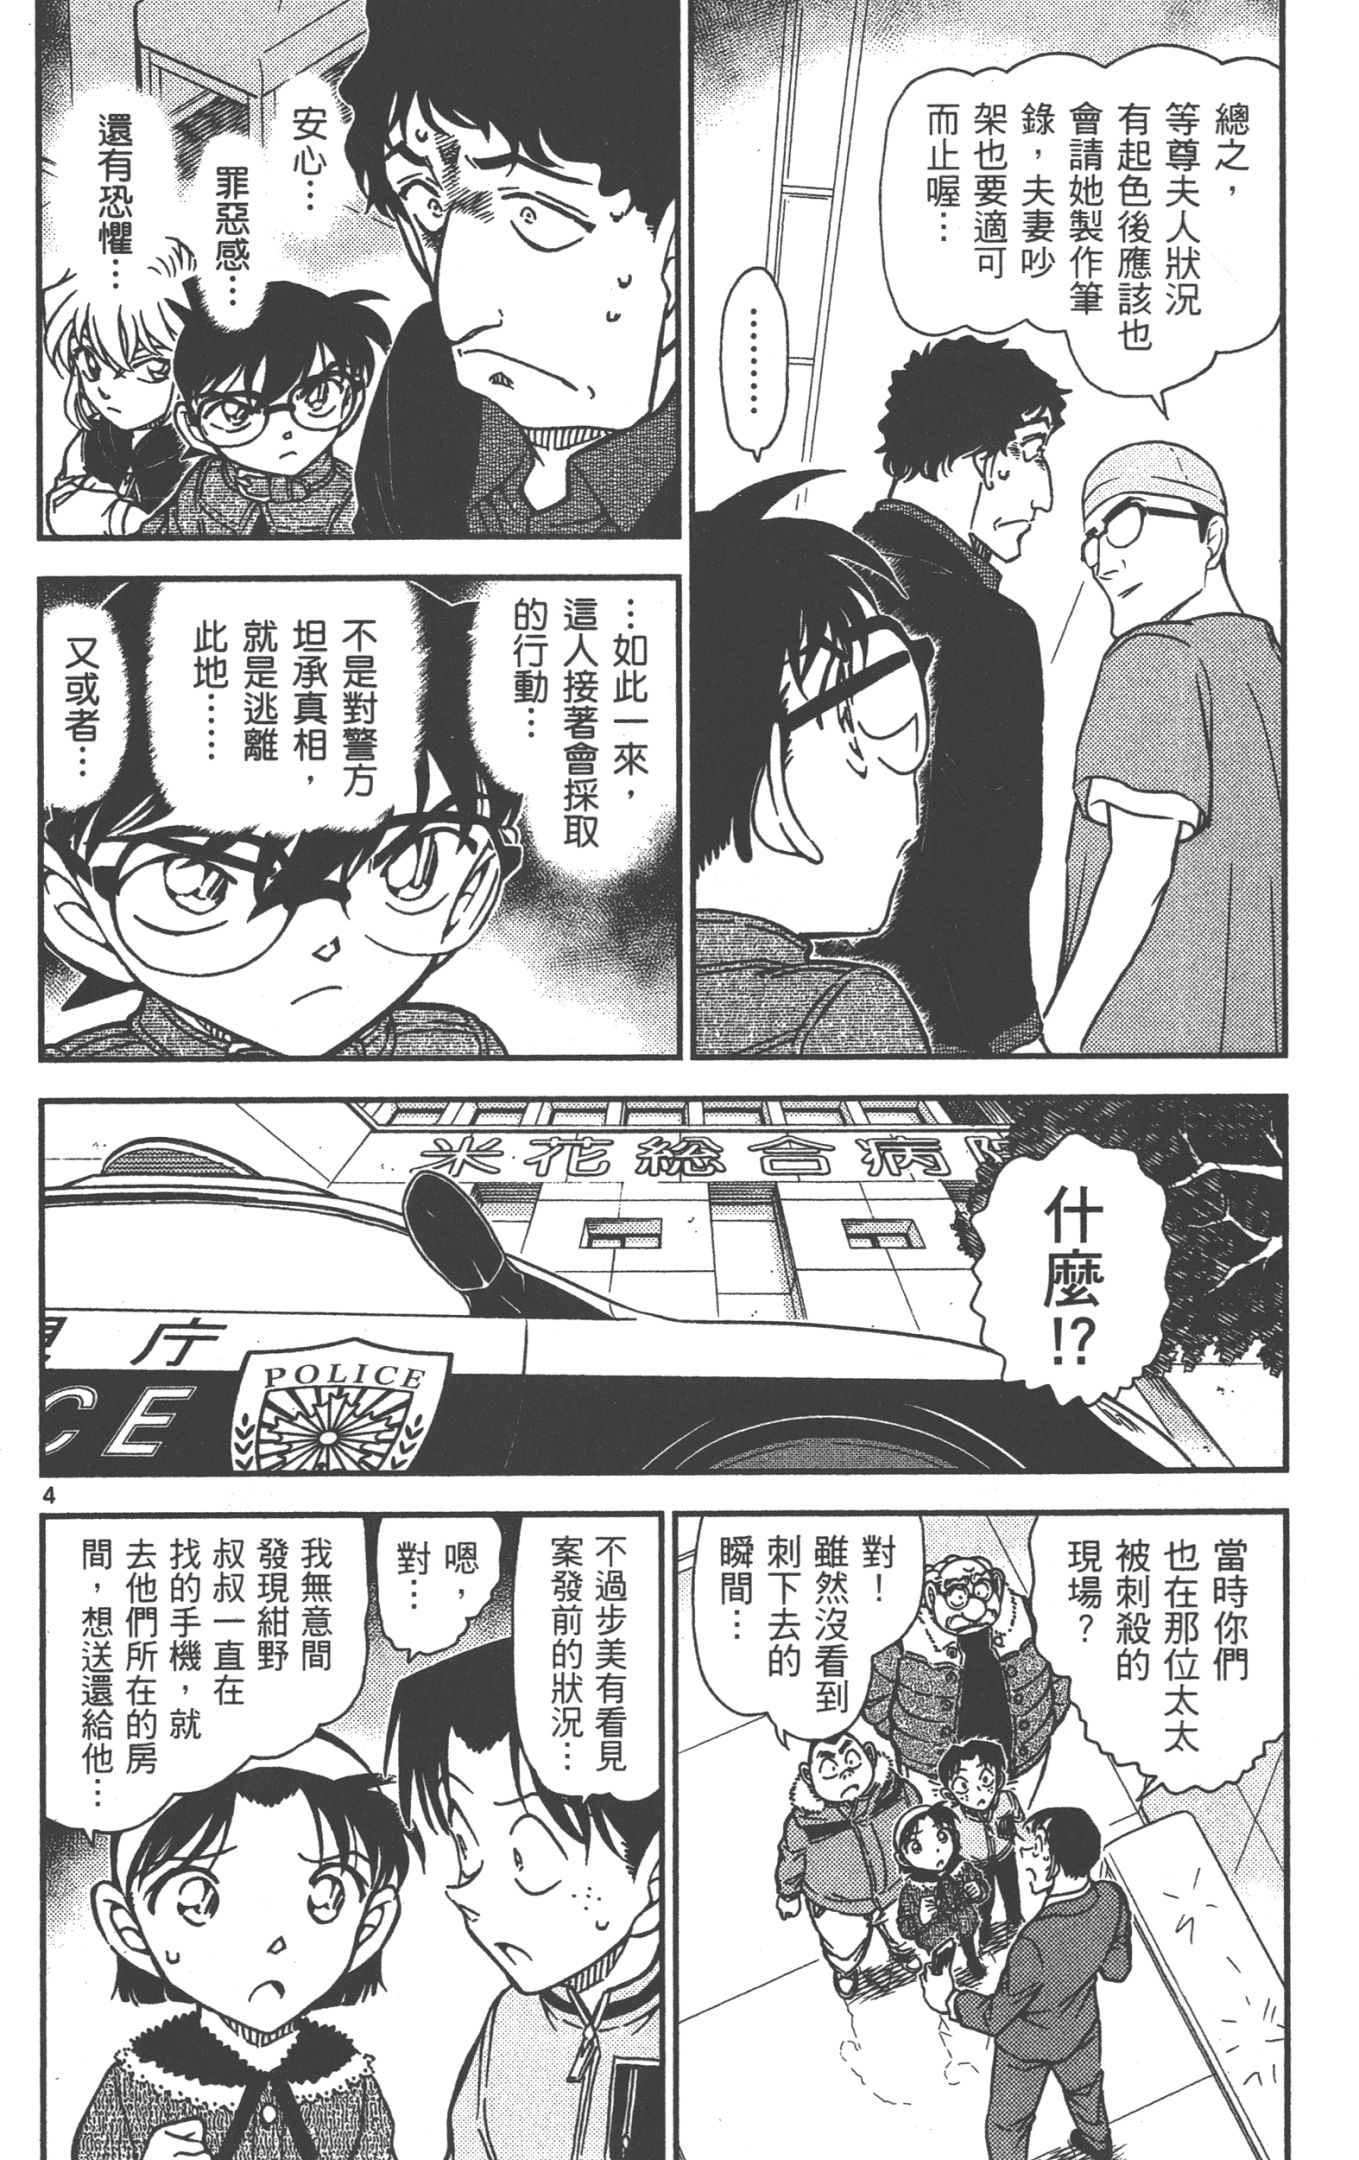 總之，
等尊夫人狀況
有起色後應該也
會請她製作筆
錄，夫妻吵
架也要適可
而止喔…
………
安心…
罪惡感…
還有恐懼…
…如此一來，
這人接著會採取
的行動…
不是對警方
坦承真相，
就是逃離
此地……
又或者…
什麼!?
米花総合病院
庁
CE
POLICE
4
當時你們
也在那位太太
被刺殺的
現場？
對！
雖然沒看到
刺下去的
瞬間…
不過步美有看見
案發前的狀況…
嗯，
對…
我無意間
發現紺野
叔叔一直在
找的手機，就
去他們所在的房
間，想送還給他…